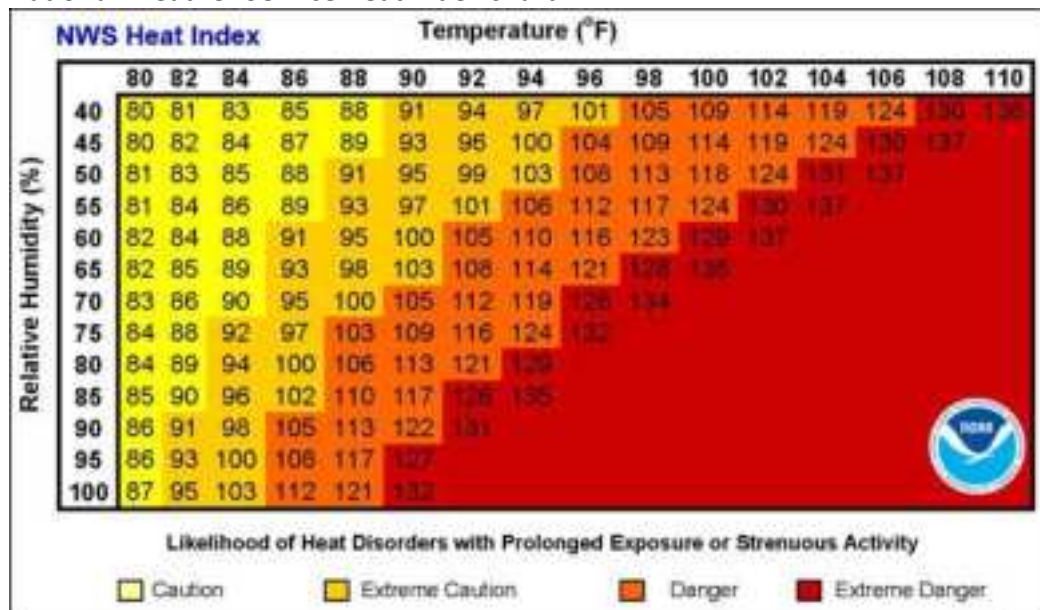 NWS Heat Index Temperature (°F)
80 82 84 86 88 90 92 94 96 98 100 102 104 106 108 110
40 80 81 83 85 88 91 94 97 101 105 109 114 119 124 130 136
45 80 82 84 87 89 93 96 100 104 109 114 119 124 130 137
50 81 83 85 88 91 95 99 103 108 113 118 124 131 137
55 81 84 86 89 93 97 101 106 112 117 124 130 137
60 82 84 88 91 95 100 105 110 116 123 129 137
65 82 85 89 93 98 103 108 114 121 128 136
70 83 86 90 95 100 105 112 119 126 134
75 84 88 92 97 103 109 116 124 132
80 84 89 94 100 106 113 121 129
85 85 90 96 102 110 117 126 135
90 86 91 98 105 113 122 131
95 86 93 100 108 117 127
100 87 95 103 112 121 132
Relative Humidity (%)
noaa
Likelihood of Heat Disorders with Prolonged Exposure or Strenuous Activity
Caution Extreme Caution Danger Extreme Danger